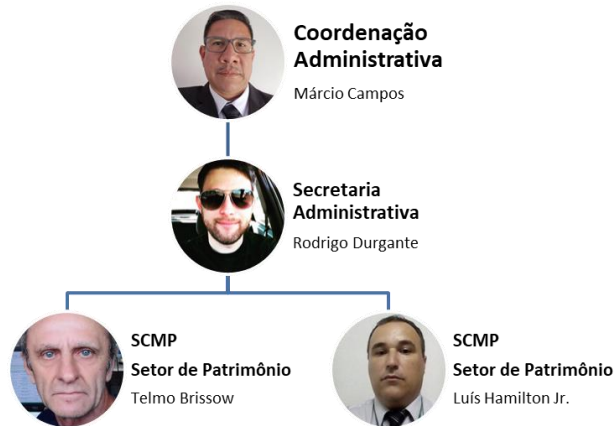 Coordenação
Administrativa
Márcio Campos
Secretaria
Administrativa
Rodrigo Durgante
SCMP
Setor de Patrimônio
Telmo Brissow
SCMP
Setor de Patrimônio
Luís Hamilton Jr.